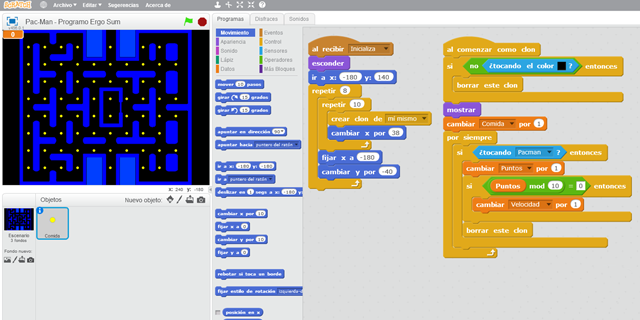 SCRATCH Archivo Editar Sugerencias Acerca de
Pac-Man - Programo Ergo Sum
0
x: 240 y: -180
Objetos Nuevo objeto:
Escenario
3 fondos
Fondo nuevo:
Comida
Programas Disfraces Sonidos
Movimiento Eventos
Apariencia Control
Sonido Sensores
Lápiz Operadores
Datos Más Bloques
mover 10 pasos
girar 15 grados
girar 15 grados
apuntar en dirección 90
apuntar hacia puntero del ratón
ir a x: -180 y: -180
ir a puntero del ratón
deslizar en 1 segs a x: -180 y:
cambiar x por 10
fijar x a 0
cambiar y por 10
fijar y a 0
rebotar si toca un borde
fijar estilo de rotación izquierda-d
posición en x
al recibir Inicializa
esconder
ir a x: -180 y: 140
repetir 8
repetir 10
crear clon de mí mismo
cambiar x por 38
fijar x a -180
cambiar y por -40
al comenzar como clon
si no ¿tocando el color ? entonces
borrar este clon
mostrar
cambiar Comida por 1
por siempre
si ¿tocando Pacman ? entonces
cambiar Puntos por 1
si Puntos mod 10 = 0 entonces
cambiar Velocidad por 1
borrar este clon